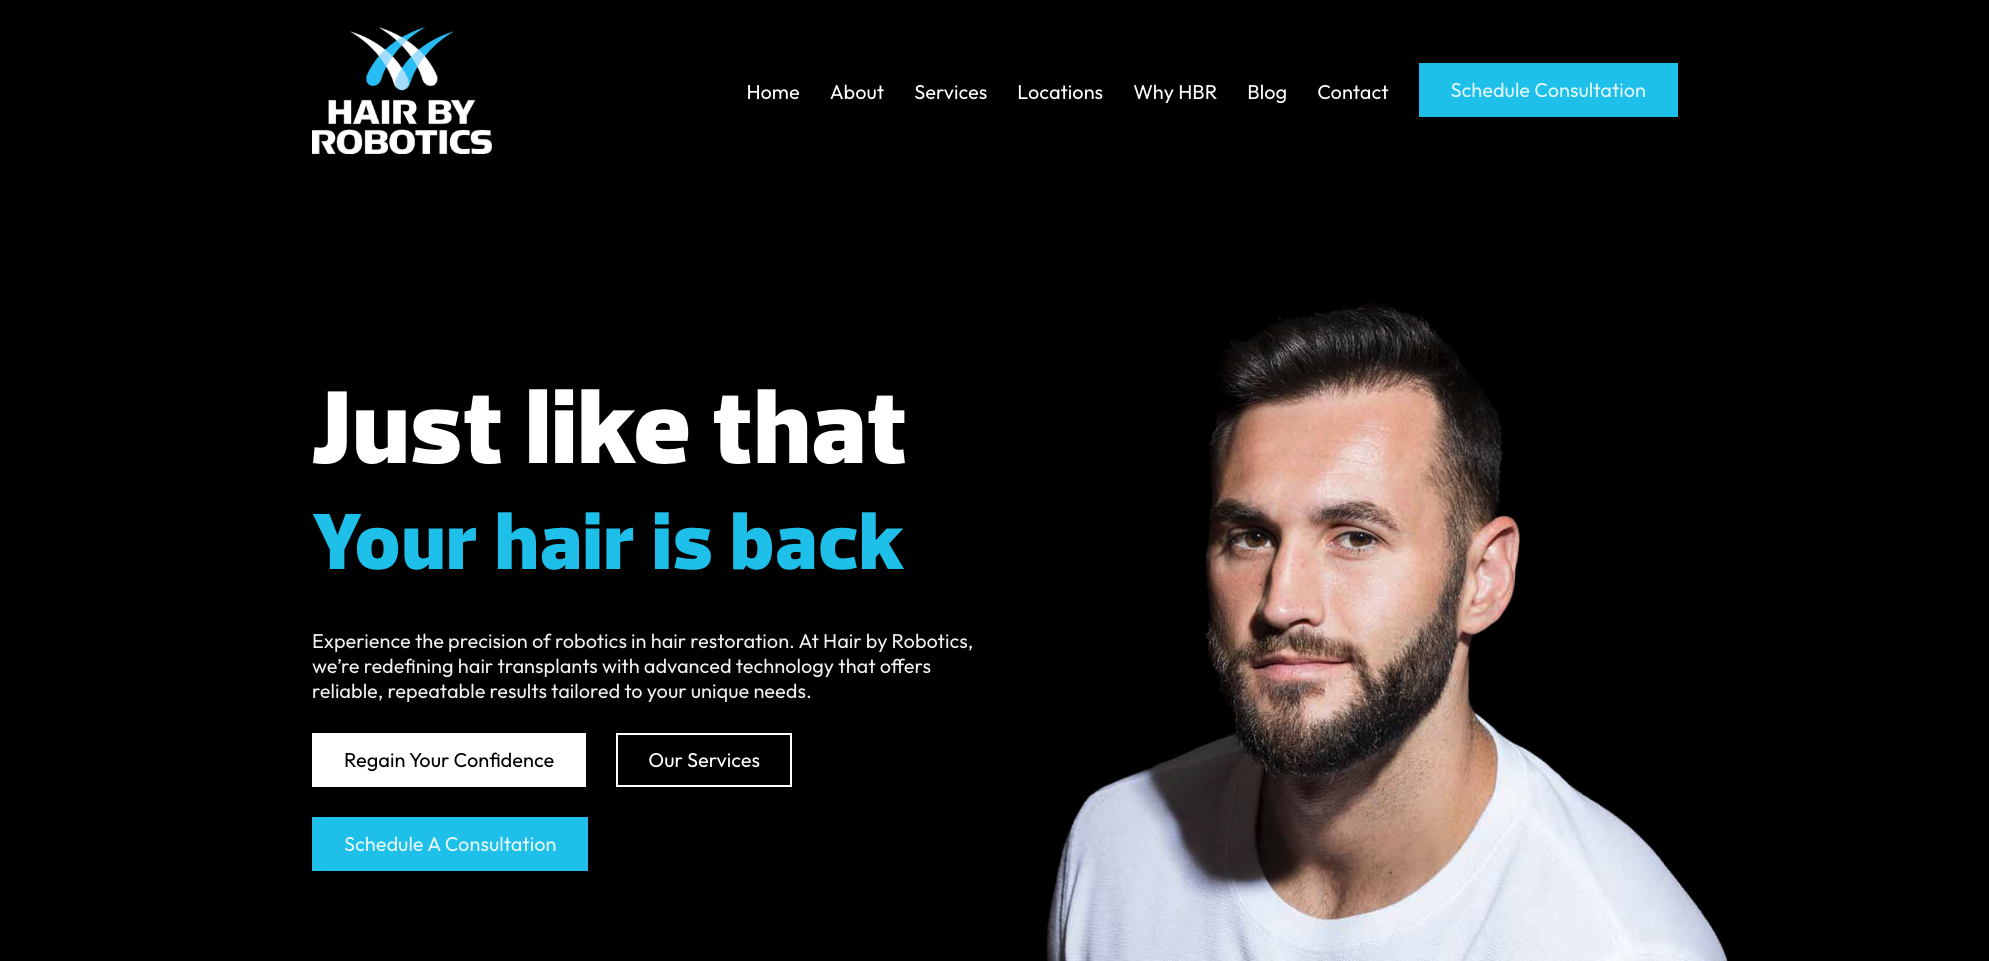 HAIR BY
ROBOTICS
Home About Services Locations Why HBR Blog Contact Schedule Consultation
Just like that
Your hair is back
Experience the precision of robotics in hair restoration. At Hair by Robotics,
we’re redefining hair transplants with advanced technology that offers
reliable, repeatable results tailored to your unique needs.
Regain Your Confidence Our Services
Schedule A Consultation